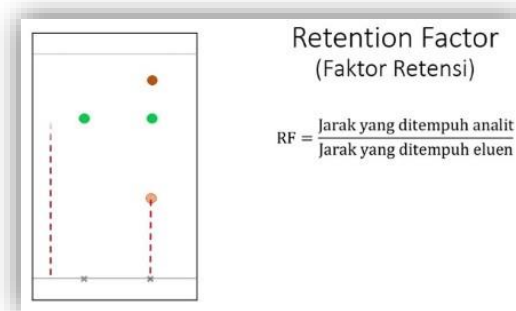 Retention Factor
(Faktor Retensi)
RF = Jarak yang ditempuh analit
Jarak yang ditempuh eluen